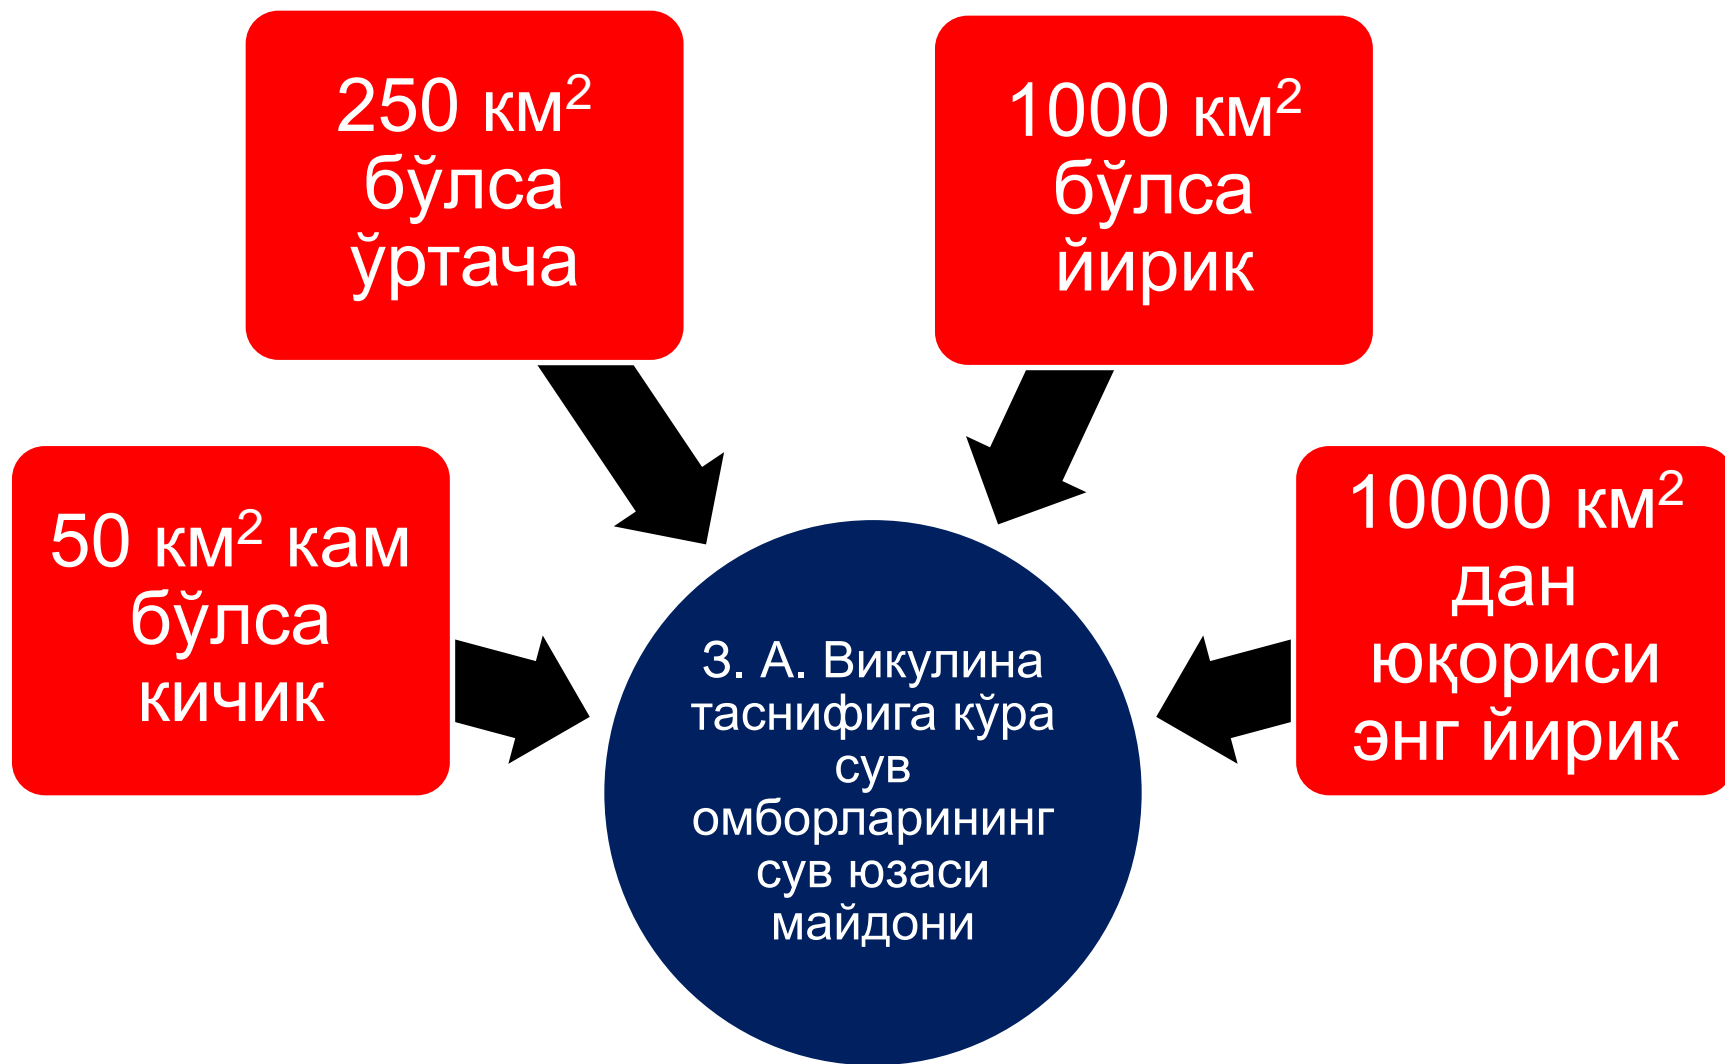 250 км²
бўлса
ўртача
1000 км²
бўлса
йирик
50 км² кам
бўлса
кичик
10000 км²
дан
юқориси
энг йирик
З. А. Викулина
таснифига кўра
сув
омборларининг
сув юзаси
майдони